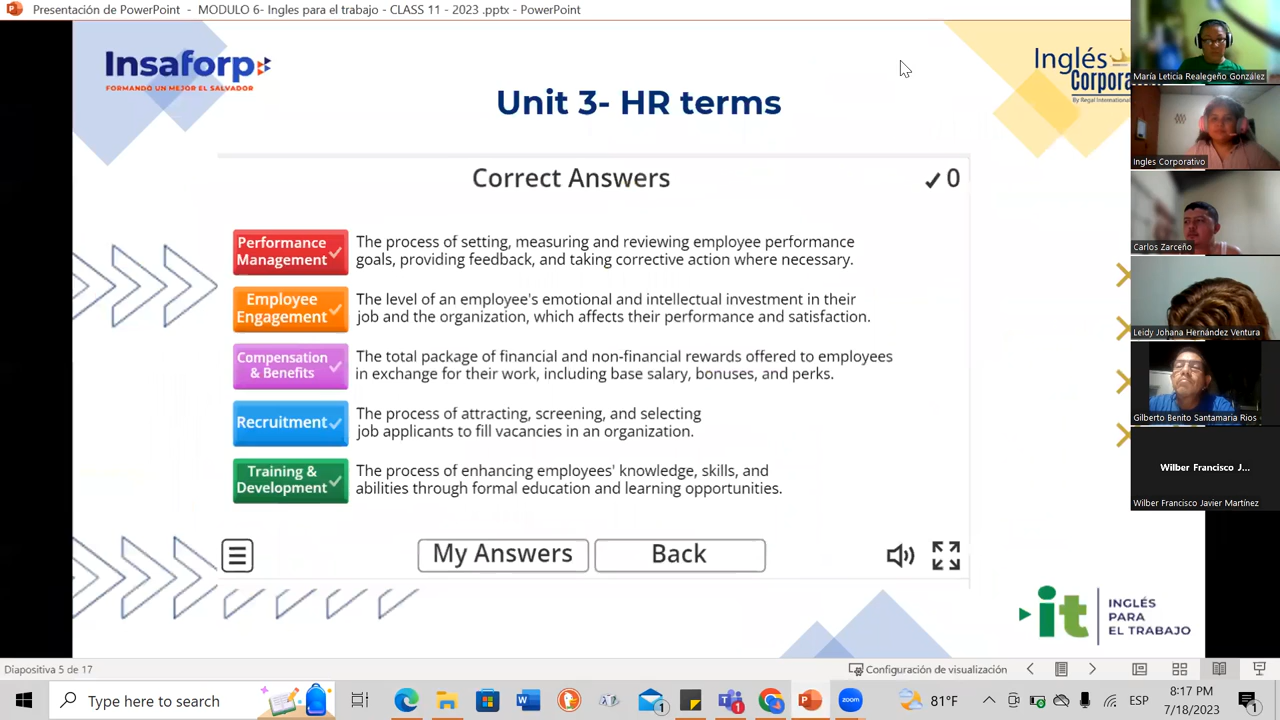 Presentación de PowerPoint - MODULO 6- Ingles para el trabajo - CLASS 11 - 2023 .pptx - PowerPoint
Insaforp
FORMANDO UN MEJOR EL SALVADOR
Inglés
Corporati
By Regal International
Unit 3- HR terms
Correct Answers
✓ 0
Performance
Management ✓
The process of setting, measuring and reviewing employee performance
goals, providing feedback, and taking corrective action where necessary.
Employee
Engagement ✓
The level of an employee's emotional and intellectual investment in their
job and the organization, which affects their performance and satisfaction.
Compensation
& Benefits ✓
The total package of financial and non-financial rewards offered to employees
in exchange for their work, including base salary, bonuses, and perks.
Recruitment ✓
The process of attracting, screening, and selecting
job applicants to fill vacancies in an organization.
Training &
Development ✓
The process of enhancing employees' knowledge, skills, and
abilities through formal education and learning opportunities.
My Answers
Back
it
INGLÉS
PARA
EL TRABAJO
María Leticia Realegeño González
Ingles Corporativo
Carlos Zarceño
Leidy Johana Hernández Ventura
Gilberto Benito Santamaria Rios
Wilber Francisco J...
Wilber Francisco Javier Martínez
Diapositiva 5 de 17
Configuración de visualización
Type here to search
1
1
81°F
ESP
8:17 PM
7/18/2023
1